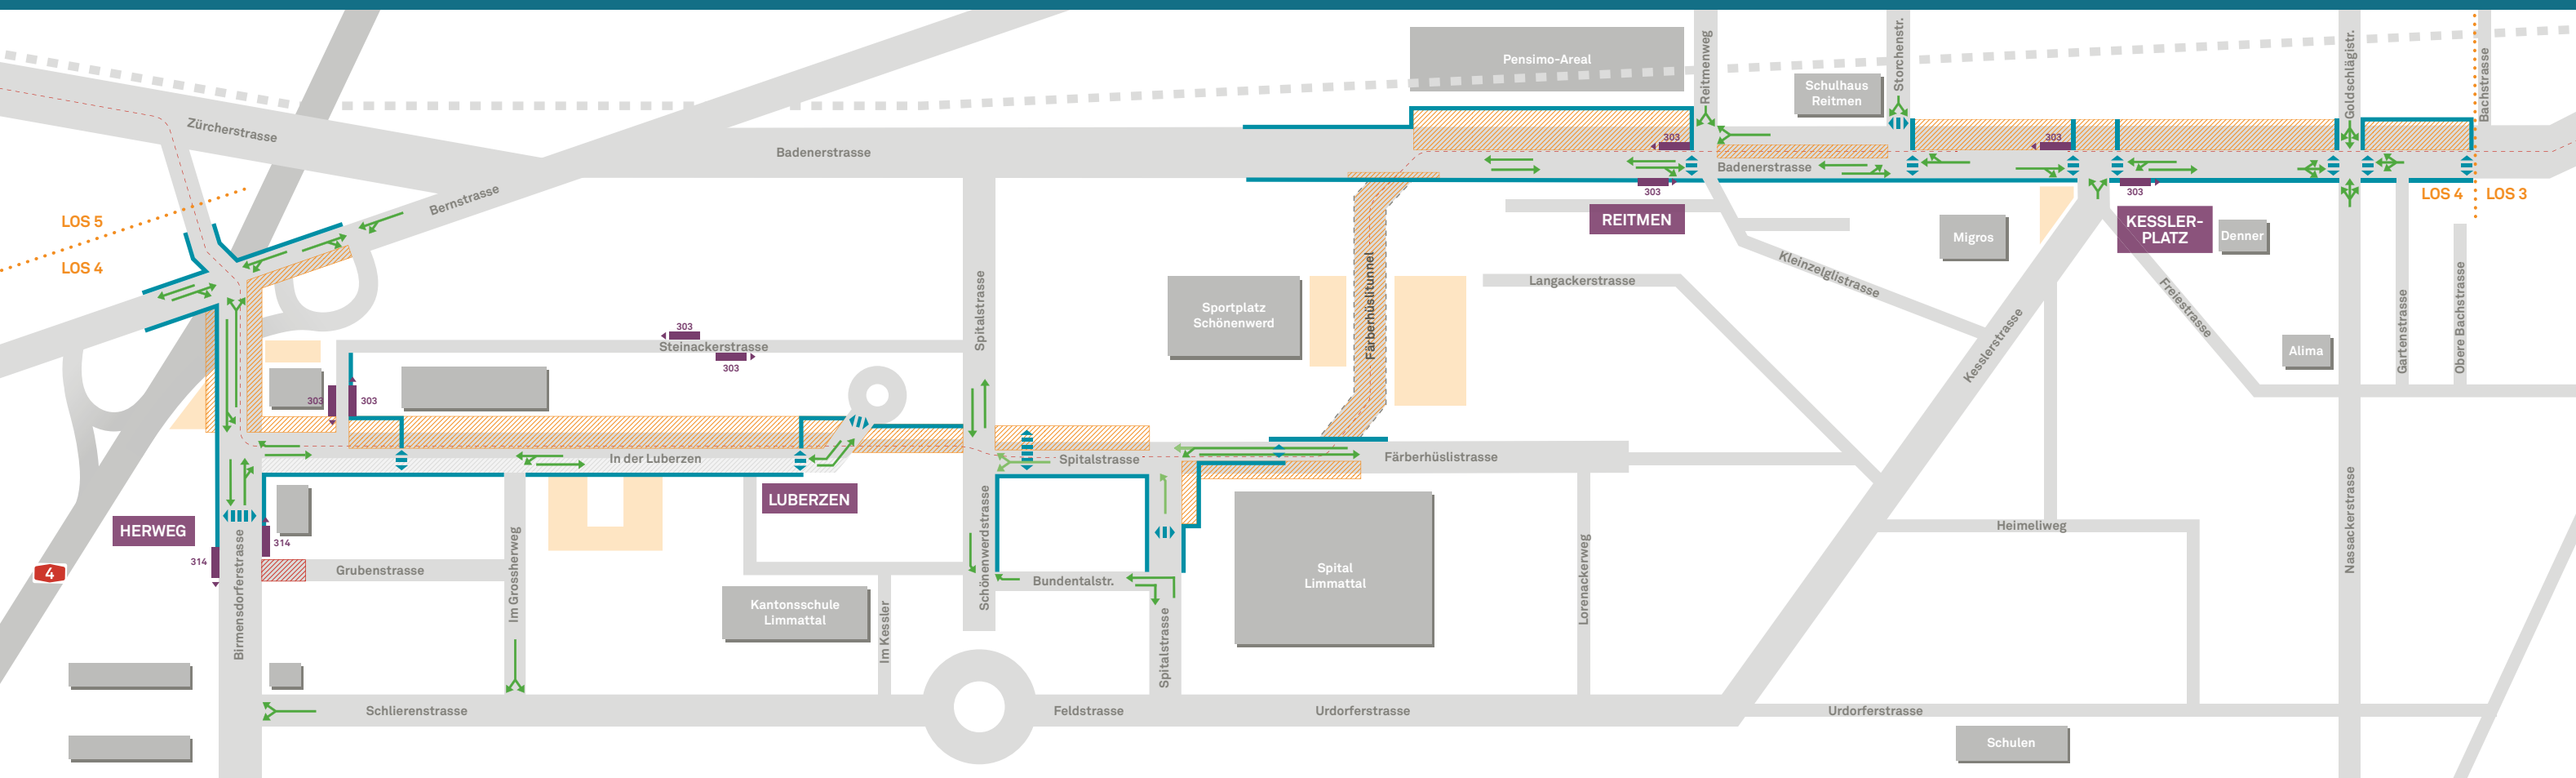 Zürcherstrasse
Bernstrasse
LOS 5
LOS 4
Badenerstrasse
Pensimo-Areal
Reitmenweg
Schulhaus
Reitmen
Storchenstr.
Goldschlägistr.
Bachstrasse
303
303
Badenerstrasse
303
303
LOS 4
LOS 3
REITMEN
KESSLER-
PLATZ
Denner
Migros
Kleinzelglistrasse
Langackerstrasse
Freiestrasse
Kesslerstrasse
Alima
Gartenstrasse
Obere Bachstrasse
Sportplatz
Schönenwerd
Färberhüslitunnel
Spitalstrasse
303
Steinackerstrasse
303
303
303
In der Luberzen
Spitalstrasse
Färberhüslistrasse
LUBERZEN
HERWEG
314
314
4
Birmensdorferstrasse
Grubenstrasse
Im Grossherweg
Kantonsschule
Limmattal
Im Kessler
Schönenwerdstrasse
Bundentalstr.
Spitalstrasse
Spital
Limmattal
Lorenackerweg
Heimeliweg
Nassackerstrasse
Schlierenstrasse
Feldstrasse
Urdorferstrasse
Urdorferstrasse
Schulen